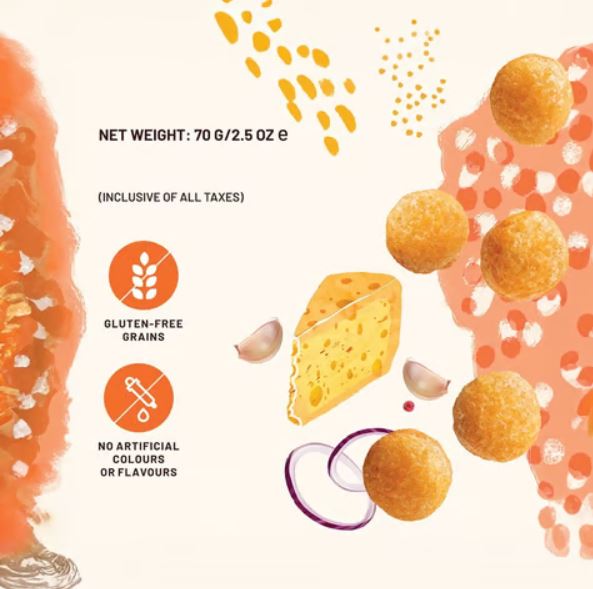 NET WEIGHT: 70 G/2.5 OZ ℮
(INCLUSIVE OF ALL TAXES)
GLUTEN-FREE
GRAINS
NO ARTIFICIAL
COLOURS
OR FLAVOURS